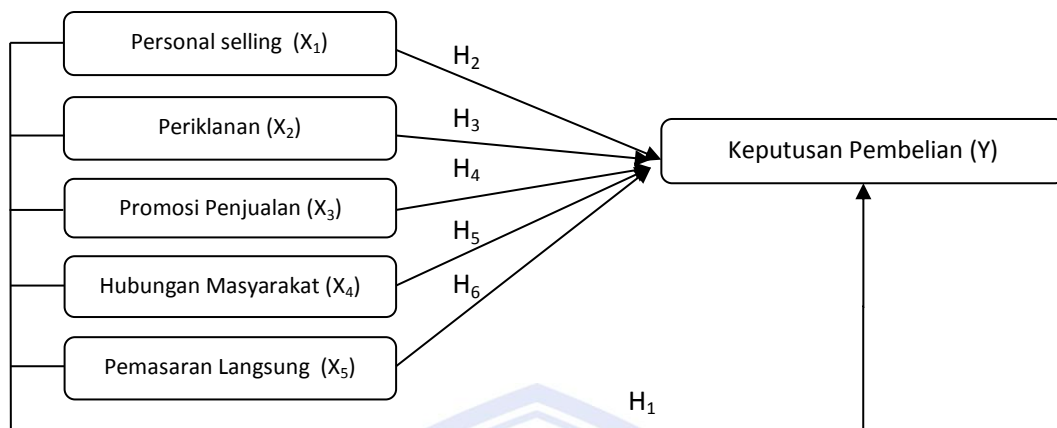 Personal selling (X₁)
H₂
Periklanan (X₂)
H₃
Keputusan Pembelian (Y)
H₄
Promosi Penjualan (X₃)
H₅
Hubungan Masyarakat (X₄)
H₆
Pemasaran Langsung (X₅)
H₁